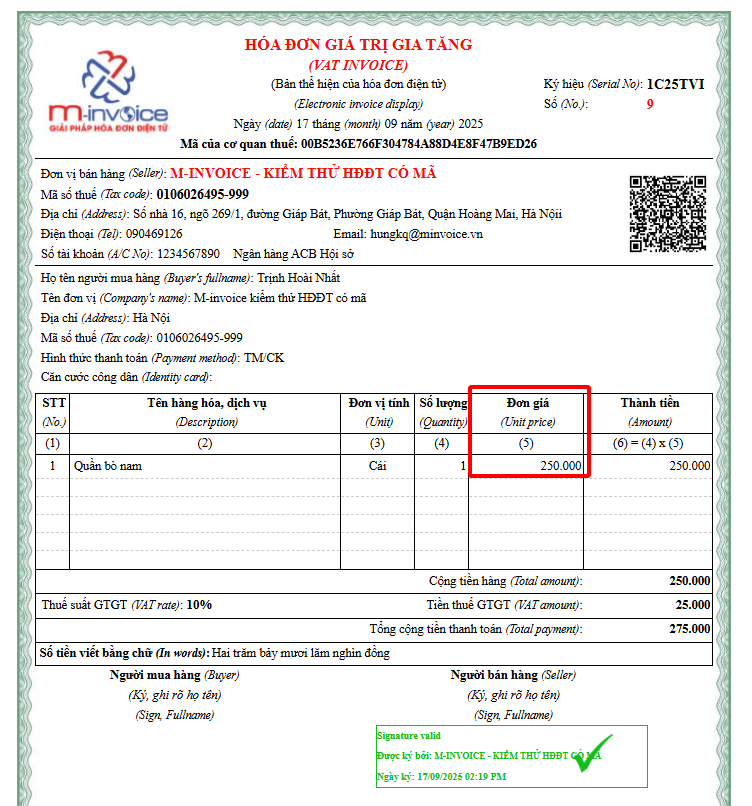 HÓA ĐƠN GIÁ TRỊ GIA TĂNG
(VAT INVOICE)
(Bản thể hiện của hóa đơn điện tử)
(Electronic invoice display)
Ngày (date) 17 tháng (month) 09 năm (year) 2025
Mã của cơ quan thuế: 00B5236E766F304784A88D4E8F47B9ED26
Ký hiệu (Serial No): 1C25TVI
Số (No.): 9
m-invoice
GIẢI PHÁP HÓA ĐƠN ĐIỆN TỬ
Đơn vị bán hàng (Seller): M-INVOICE - KIỂM THỬ HĐĐT CÓ MÃ
Mã số thuế (Tax code): 0106026495-999
Địa chỉ (Address): Số nhà 16, ngõ 269/1, đường Giáp Bát, Phường Giáp Bát, Quận Hoàng Mai, Hà Nộii
Điện thoại (Tel): 090469126 Email: hungkq@minvoice.vn
Số tài khoản (A/C No): 1234567890 Ngân hàng ACB Hội sở
Họ tên người mua hàng (Buyer's fullname): Trịnh Hoài Nhất
Tên đơn vị (Company's name): M-invoice kiểm thử HĐĐT có mã
Địa chỉ (Address): Hà Nội
Mã số thuế (Tax code): 0106026495-999
Hình thức thanh toán (Payment method): TM/CK
Căn cước công dân (Identity card):
STT Tên hàng hóa, dịch vụ Đơn vị tính Số lượng Đơn giá Thành tiền
(No.) (Description) (Unit) (Quantity) (Unit price) (Amount)
(1) (2) (3) (4) (5) (6) = (4) x (5)
1 Quần bò nam Cái 1 250.000 250.000
Cộng tiền hàng (Total amount): 250.000
Thuế suất GTGT (VAT rate): 10% Tiền thuế GTGT (VAT amount): 25.000
Tổng cộng tiền thanh toán (Total payment): 275.000
Số tiền viết bằng chữ (In words): Hai trăm bảy mươi lăm nghìn đồng
Người mua hàng (Buyer) Người bán hàng (Seller)
(Ký, ghi rõ họ tên) (Ký, ghi rõ họ tên)
(Sign, Fullname) (Sign, Fullname)
Signature valid
Được ký bởi: M-INVOICE - KIỂM THỬ HĐĐT CÓ MÃ
Ngày ký: 17/09/2025 02:19 PM